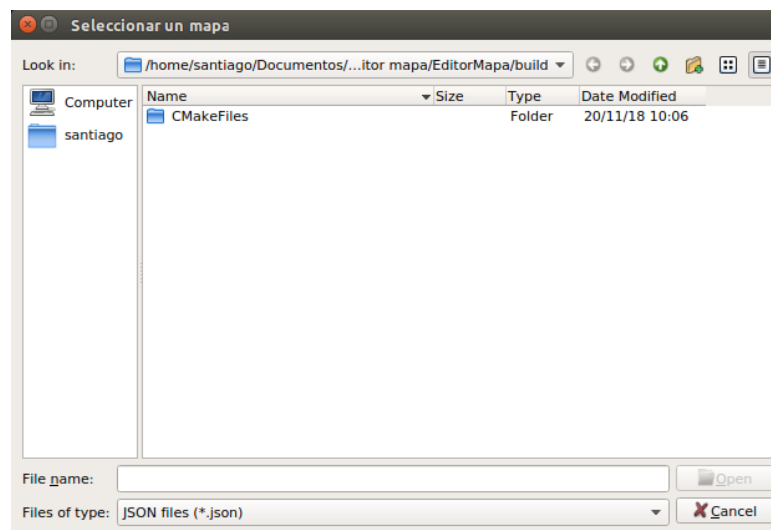 Seleccionar un mapa
Look in: /home/santiago/Documentos/...itor mapa/EditorMapa/build
Computer
santiago
Name Size Type Date Modified
CMakeFiles Folder 20/11/18 10:06
File name: Open
Files of type: JSON files (*.json) Cancel